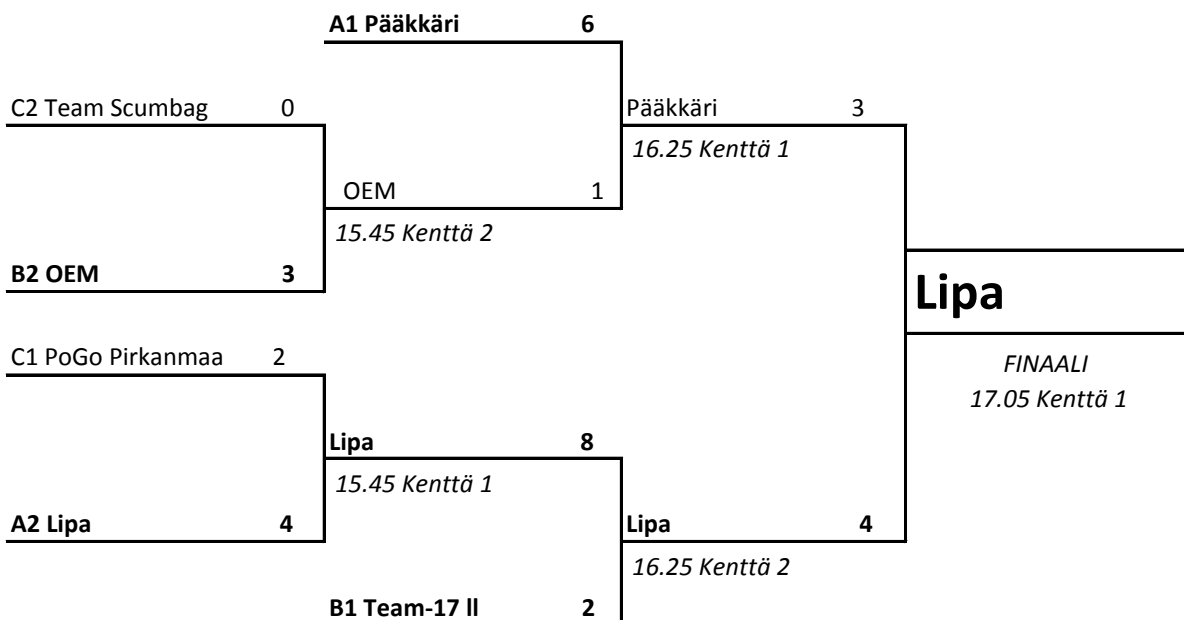 A1 Pääkkäri 6
C2 Team Scumbag 0
Pääkkäri 3
16.25 Kenttä 1
OEM 1
15.45 Kenttä 2
B2 OEM 3
Lipa
C1 PoGo Pirkanmaa 2
FINAALI
17.05 Kenttä 1
Lipa 8
15.45 Kenttä 1
A2 Lipa 4
Lipa 4
16.25 Kenttä 2
B1 Team-17 ll 2